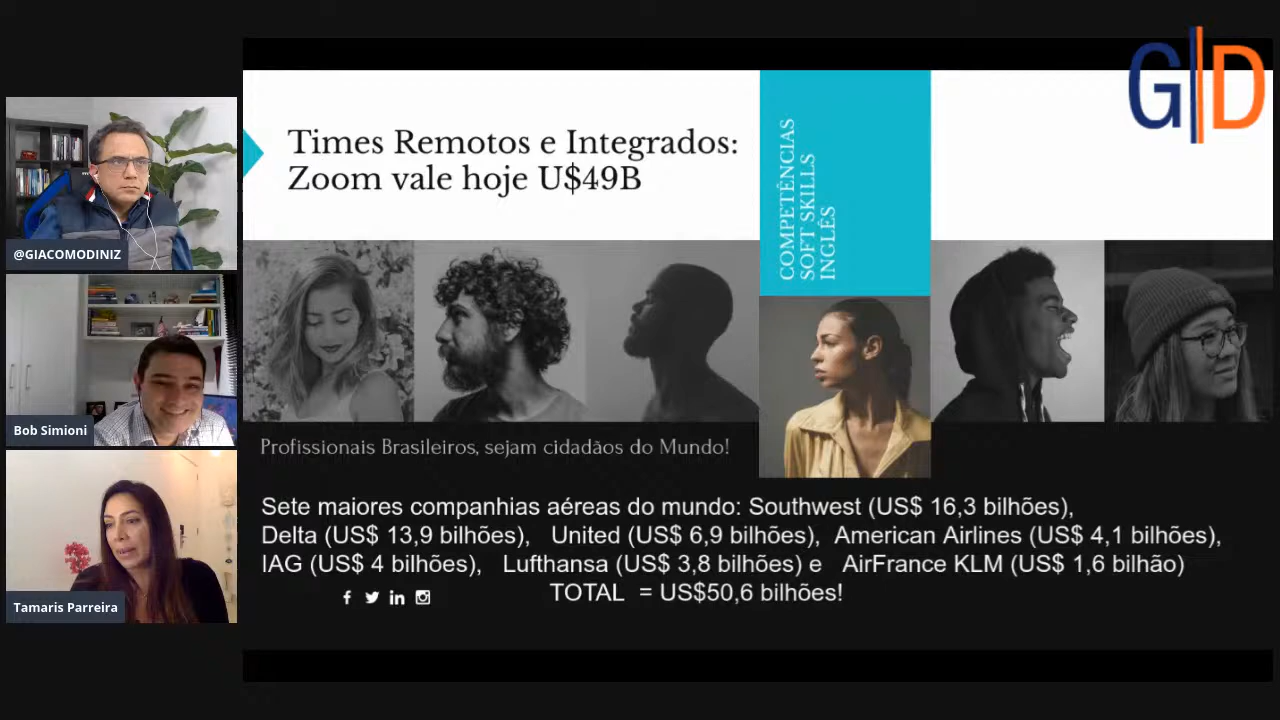 GD
Times Remotos e Integrados:
Zoom vale hoje U$49B
COMPETÊNCIAS
SOFT SKILLS
INGLÊS
@GIACOMODINIZ
Bob Simioni
Tamaris Parreira
Profissionais Brasileiros, sejam cidadãos do Mundo!
Sete maiores companhias aéreas do mundo: Southwest (US$ 16,3 bilhões),
Delta (US$ 13,9 bilhões), United (US$ 6,9 bilhões), American Airlines (US$ 4,1 bilhões),
IAG (US$ 4 bilhões), Lufthansa (US$ 3,8 bilhões) e AirFrance KLM (US$ 1,6 bilhão)
TOTAL = US$50,6 bilhões!